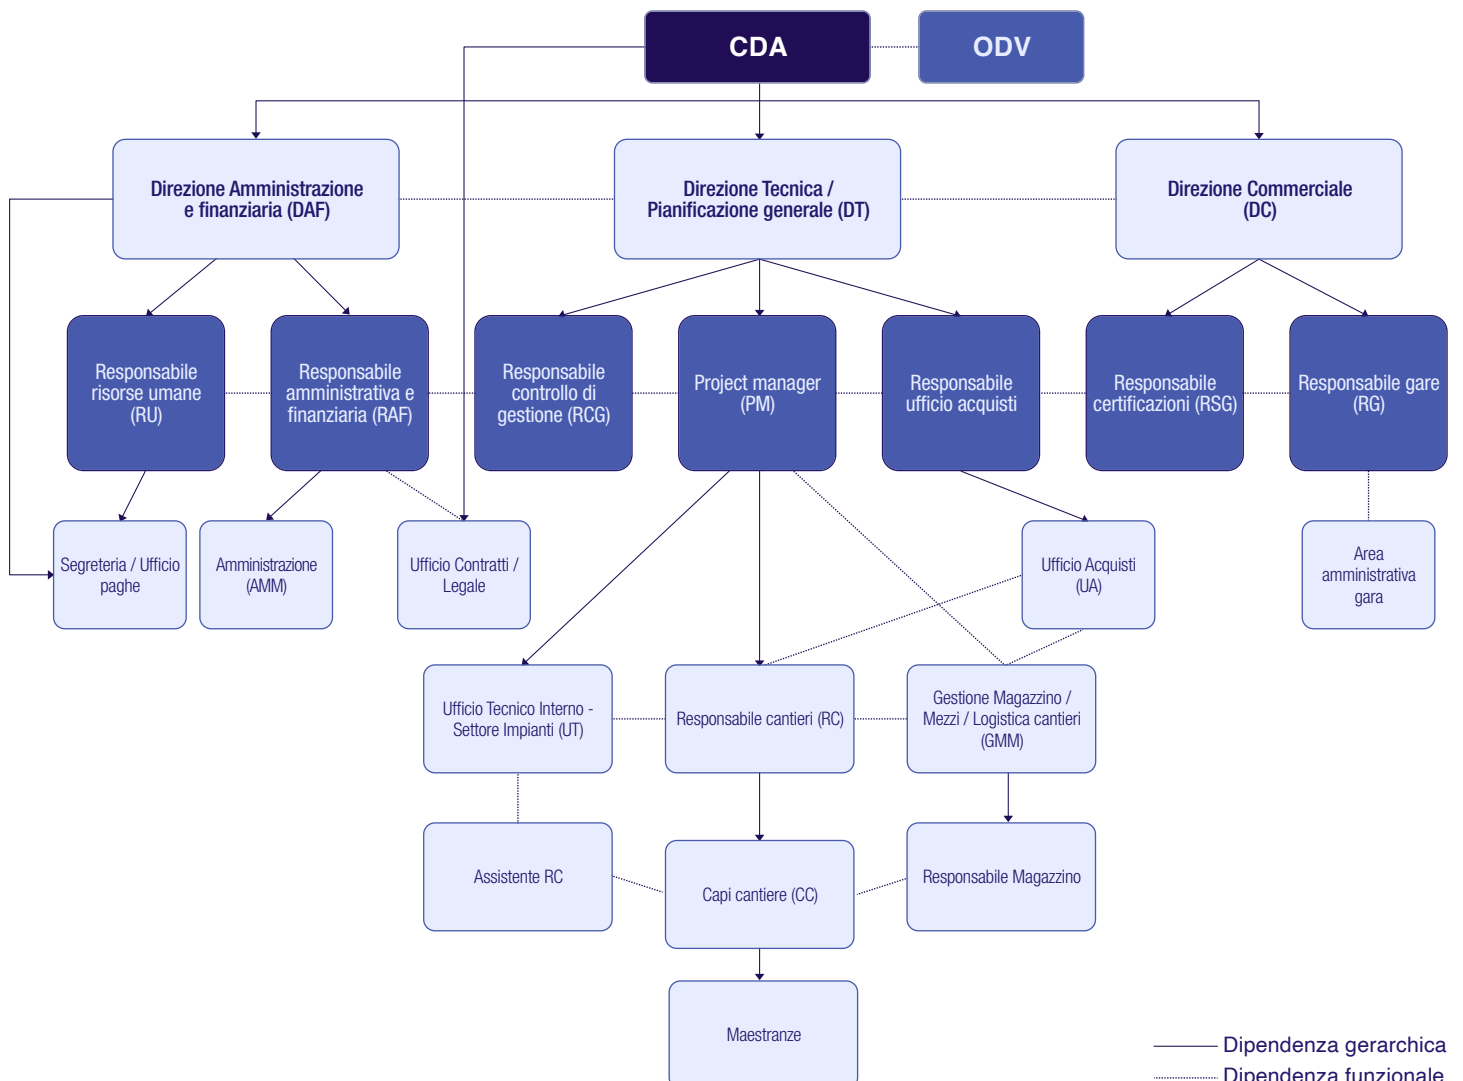 CDA
ODV
Direzione Amministrazione
e finanziaria (DAF)
Direzione Tecnica /
Pianificazione generale (DT)
Direzione Commerciale
(DC)
Responsabile
risorse umane
(RU)
Responsabile
amministrativa e
finanziaria (RAF)
Responsabile
controllo di
gestione (RCG)
Project manager
(PM)
Responsabile
ufficio acquisti
Responsabile
certificazioni (RSG)
Responsabile gare
(RG)
Segreteria / Ufficio
paghe
Amministrazione
(AMM)
Ufficio Contratti /
Legale
Ufficio Acquisti
(UA)
Area
amministrativa
gara
Ufficio Tecnico Interno -
Settore Impianti (UT)
Responsabile cantieri (RC)
Gestione Magazzino /
Mezzi / Logistica cantieri
(GMM)
Assistente RC
Capi cantiere (CC)
Responsabile Magazzino
Maestranze
Dipendenza gerarchica
Dipendenza funzionale